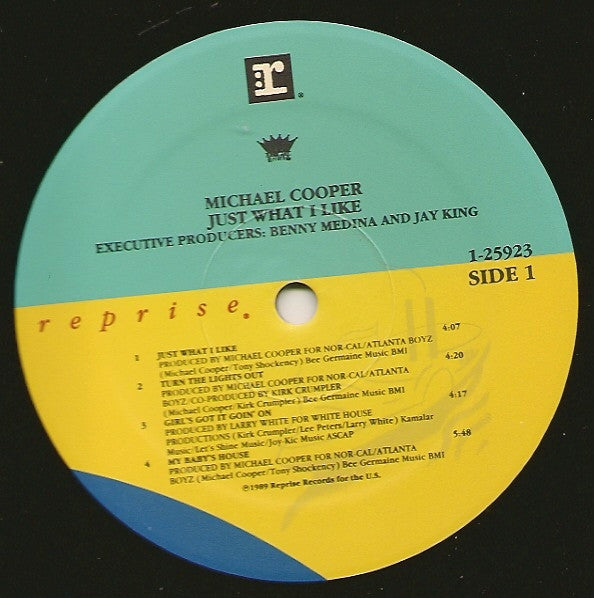 r®
MICHAEL COOPER
JUST WHAT I LIKE
EXECUTIVE PRODUCERS: BENNY MEDINA AND JAY KING
1-25923
SIDE 1
reprise®
1 JUST WHAT I LIKE 4:07
PRODUCED BY MICHAEL COOPER FOR NOR-CAL/ATLANTA BOYZ
(Michael Cooper/Tony Shockency) Bee Germaine Music BMI
2 TURN THE LIGHTS OUT 4:20
PRODUCED BY MICHAEL COOPER FOR NOR-CAL/ATLANTA
BOYZ/CO-PRODUCED BY KIRK CRUMPLER
(Michael Cooper/Kirk Crumpler) Bee Germaine Music BMI
3 GIRL'S GOT IT GOIN' ON 4:17
PRODUCED BY LARRY WHITE FOR WHITE HOUSE
PRODUCTIONS (Kirk Crumpler/Lee Peters/Larry White) Kamalar
Music/Let's Shine Music/Joy-Kic Music ASCAP
4 MY BABY'S HOUSE 5:48
PRODUCED BY MICHAEL COOPER FOR NOR-CAL/ATLANTA
BOYZ (Michael Cooper/Tony Shockency) Bee Germaine Music BMI
℗1989 Reprise Records for the U.S.